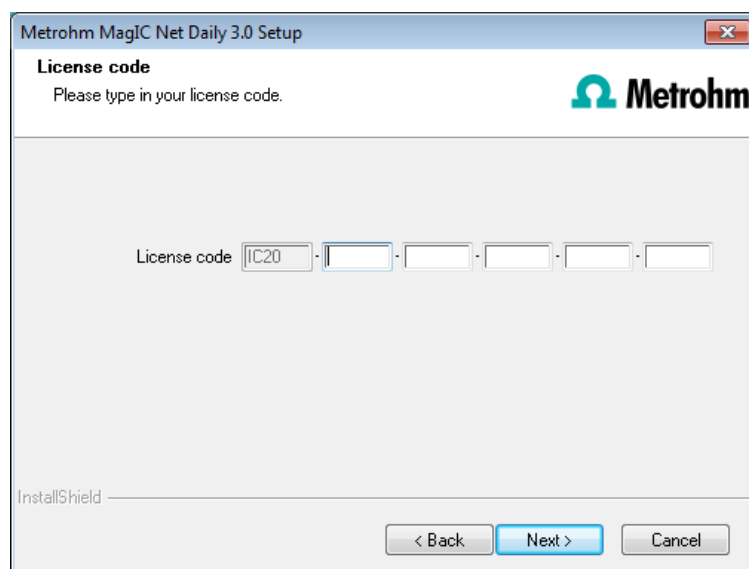 Metrohm MagIC Net Daily 3.0 Setup
License code
Please type in your license code.
Metrohm
License code IC20 - - - - -
InstallShield
< Back Next > Cancel